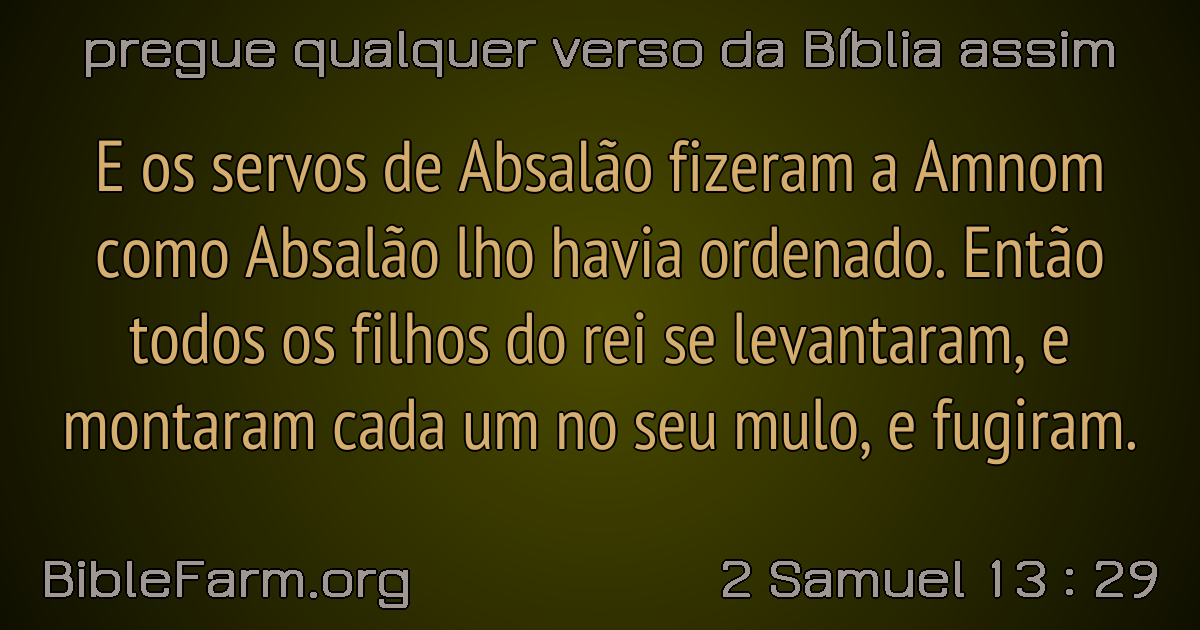 pregue qualquer verso da Bíblia assim
E os servos de Absalão fizeram a Amnom
como Absalão lho havia ordenado. Então
todos os filhos do rei se levantaram, e
montaram cada um no seu mulo, e fugiram.
BibleFarm.org
2 Samuel 13 : 29